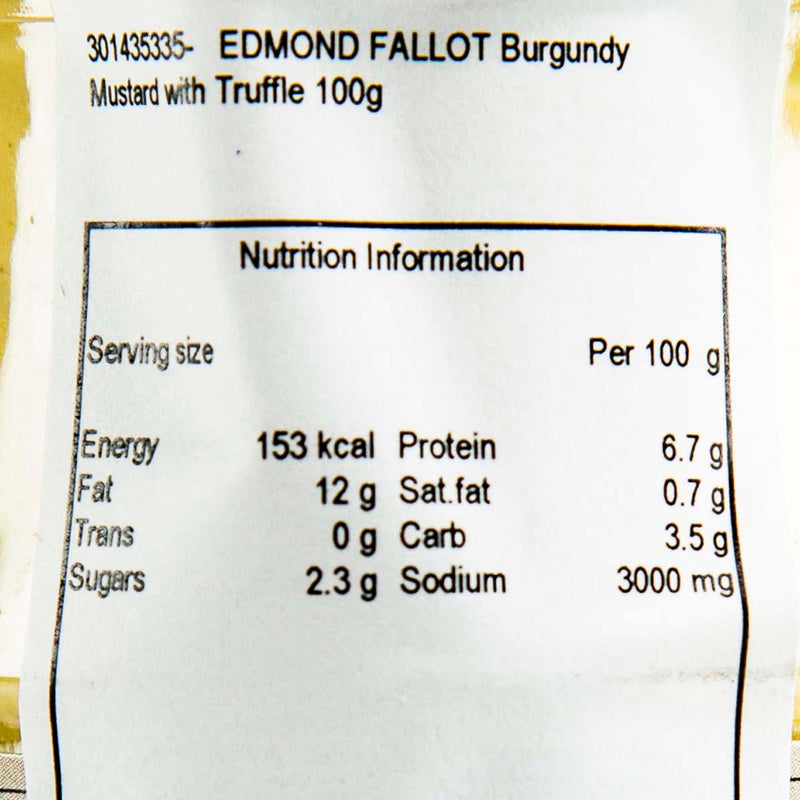 301435335- EDMOND FALLOT Burgundy
Mustard with Truffle 100g
Nutrition Information
Serving size Per 100 g
Energy 153 kcal Protein 6.7 g
Fat 12 g Sat.fat 0.7 g
Trans 0 g Carb 3.5 g
Sugars 2.3 g Sodium 3000 mg